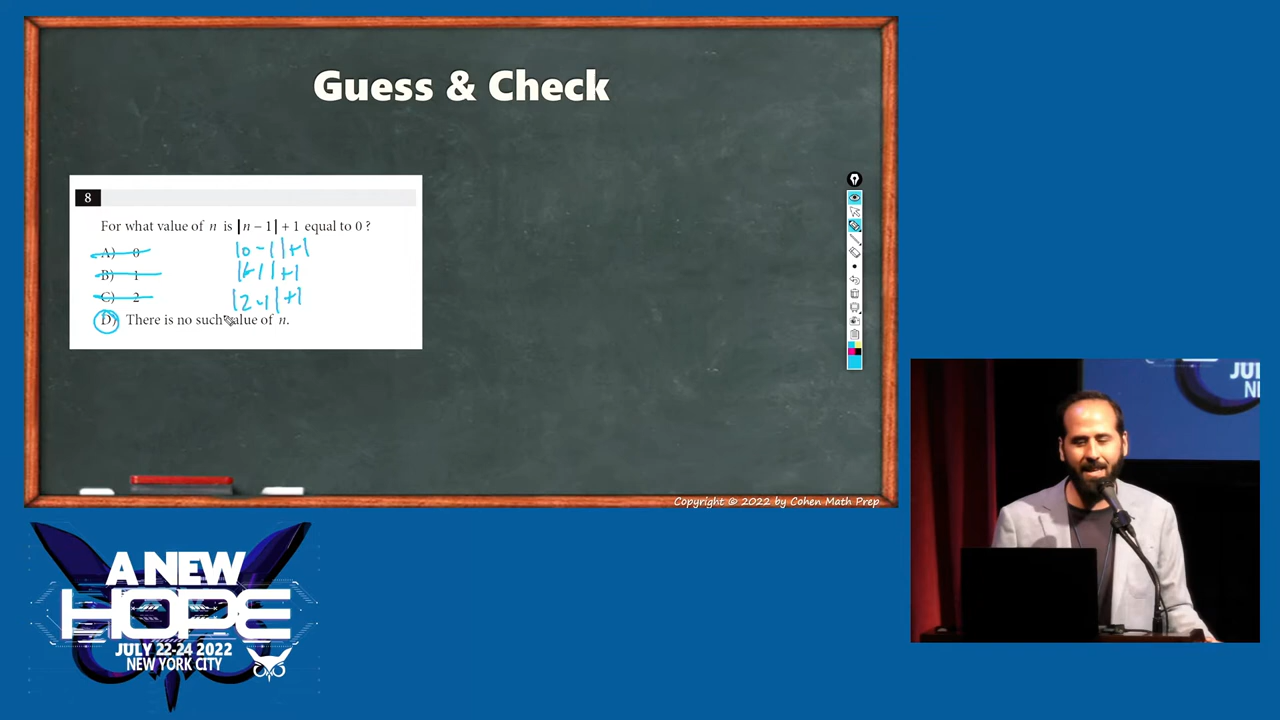 Guess & Check
8
For what value of n is |n − 1| + 1 equal to 0 ?
A) 0
|0-1|+1
B) 1
|1-1|+1
C) 2
|2-1|+1
D) There is no such value of n.
Copyright © 2022 by Cohen Math Prep
JU
NE
A NEW
HOPE
JULY 22-24 2022
NEW YORK CITY